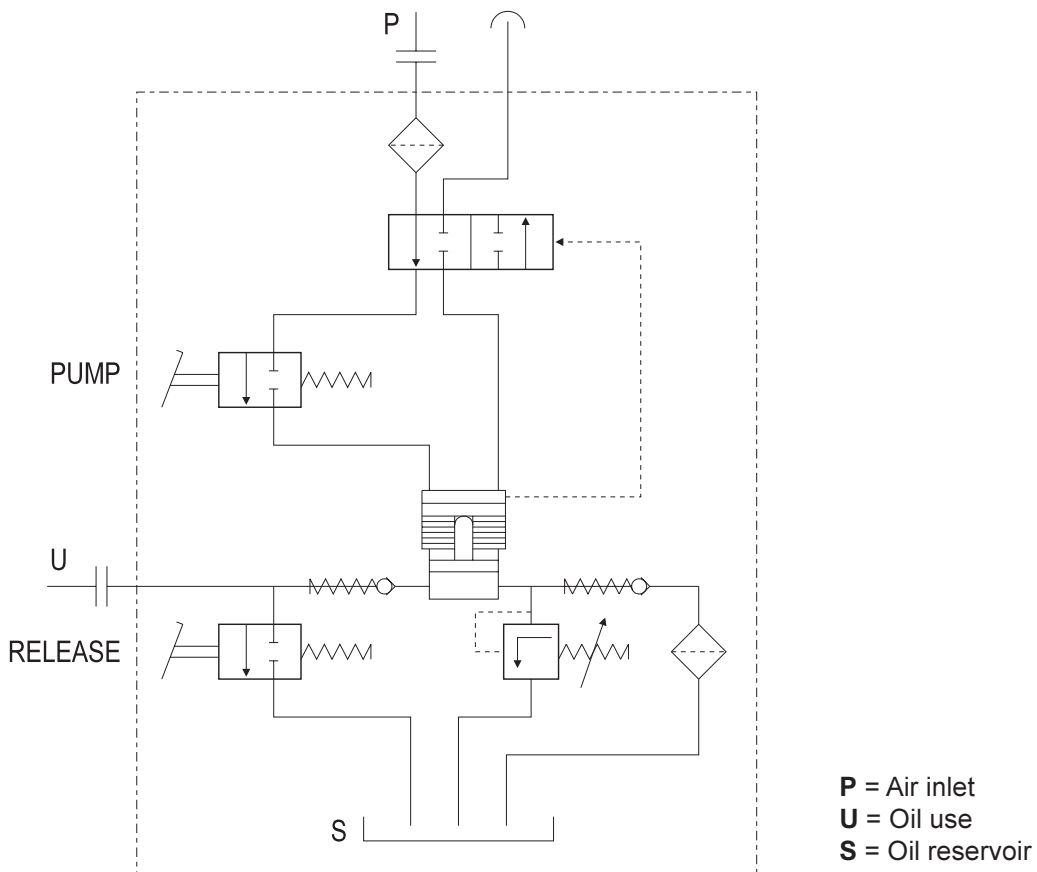 P
PUMP
U
RELEASE
S
P = Air inlet
U = Oil use
S = Oil reservoir